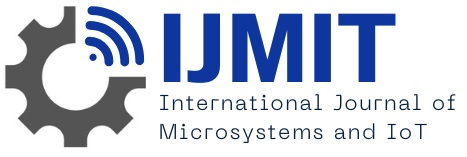 IJMIT
International Journal of
Microsystems and IoT